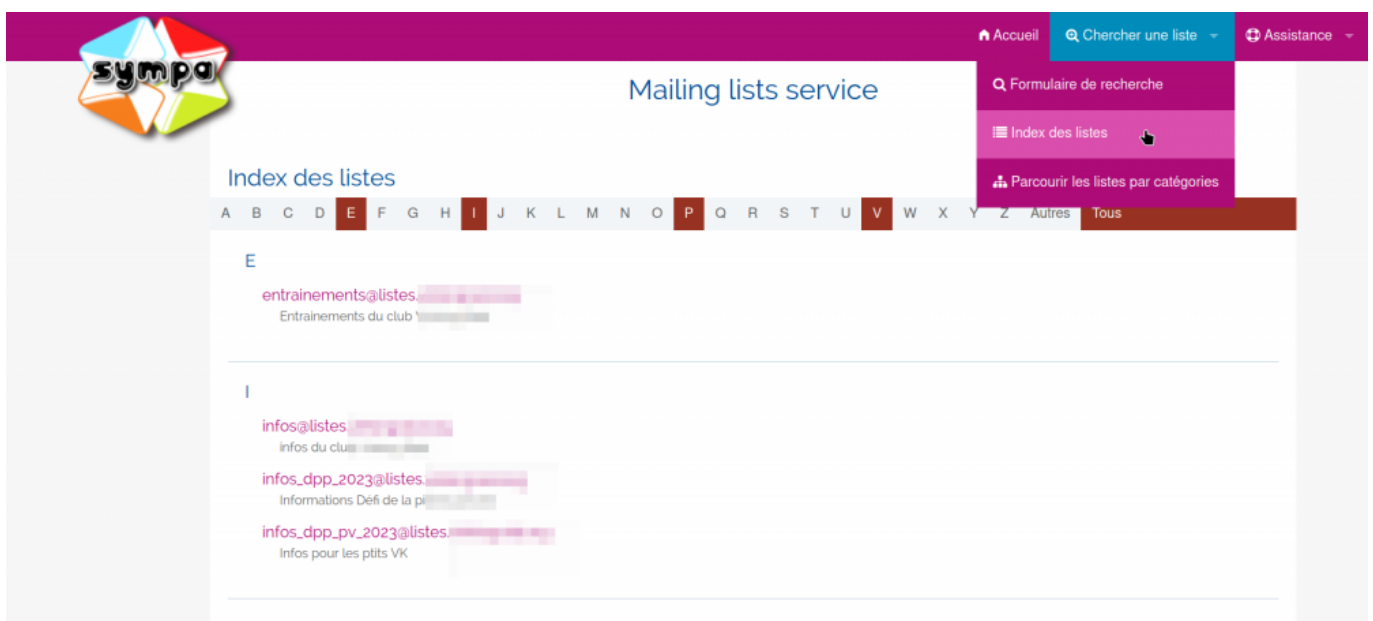 sympa
Accueil Chercher une liste Assistance
Mailing lists service
Formulaire de recherche
Index des listes
Parcourir les listes par catégories
Index des listes
A B C D E F G H I J K L M N O P Q R S T U V W X Y Z Autres Tous
E
entrainements@listes.
Entrainements du club
I
infos@listes.
infos du club
infos_dpp_2023@listes.
Informations Défi de la
infos_dpp_pv_2023@listes.
Infos pour les ptits VK